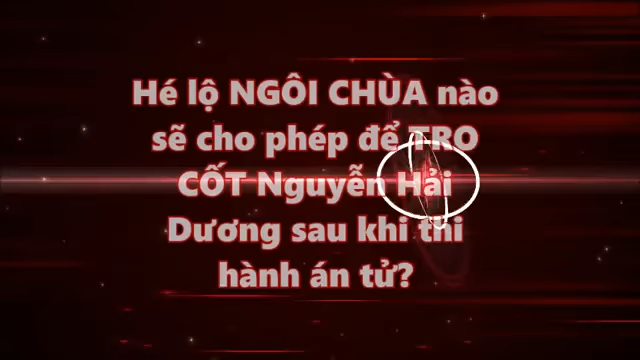 Hé lộ NGÔI CHÙA nào
sẽ cho phép để TRO
CỐT Nguyễn Hải
Dương sau khi thi
hành án tử?